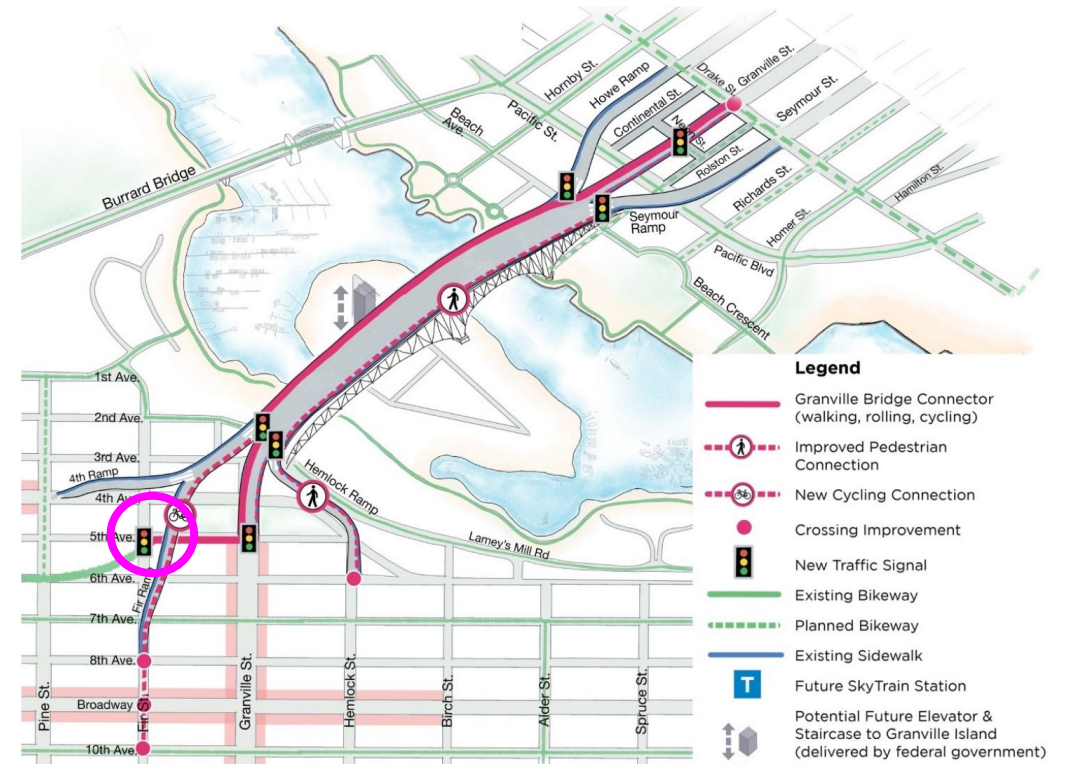 Hornby St.
Howe Ramp
Drake St.
Granville St.
Continental St.
Seymour St.
Beach
Ave.
Pacific St.
Neon St.
Rolston St.
Burrard Bridge
Richards St.
Hamilton St.
Seymour
Ramp
Homer St.
Pacific Blvd
Beach Crescent
1st Ave.
2nd Ave.
3rd Ave.
4th Ramp
4th Ave.
Hemlock Ramp
5th Ave.
Lamey's Mill Rd
6th Ave.
Fir Ramp
7th Ave.
8th Ave.
Pine St.
Broadway
Fir St.
Granville St.
Hemlock St.
Birch St.
Alder St.
Spruce St.
10th Ave.
Legend
Granville Bridge Connector
(walking, rolling, cycling)
Improved Pedestrian
Connection
New Cycling Connection
Crossing Improvement
New Traffic Signal
Existing Bikeway
Planned Bikeway
Existing Sidewalk
T
Future SkyTrain Station
Potential Future Elevator &
Staircase to Granville Island
(delivered by federal government)